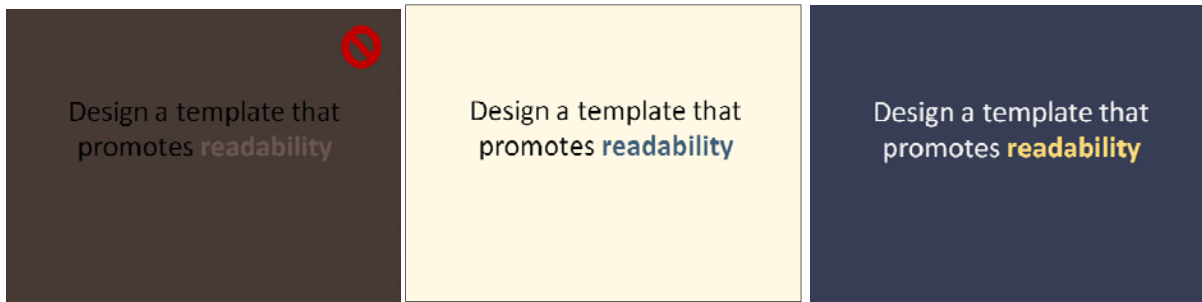 Design a template that
promotes readability
Design a template that
promotes readability
Design a template that
promotes readability